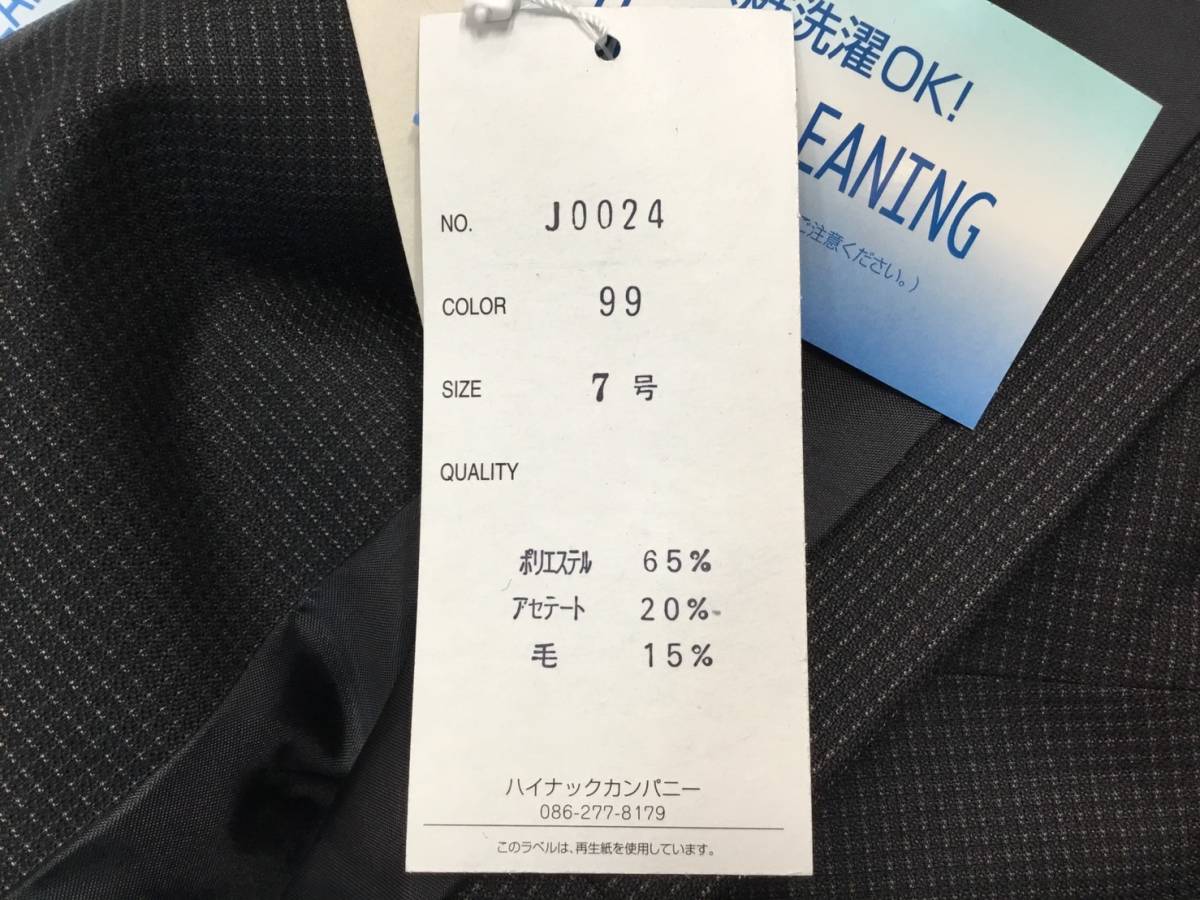 NO. J0024
COLOR 99
SIZE 7 号
QUALITY
ポリエステル 65%
アセテート 20%
毛 15%
ハイナックカンパニー
086-277-8179
このラベルは、再生紙を使用しています。
洗濯OK!
EANING
ご注意ください。)